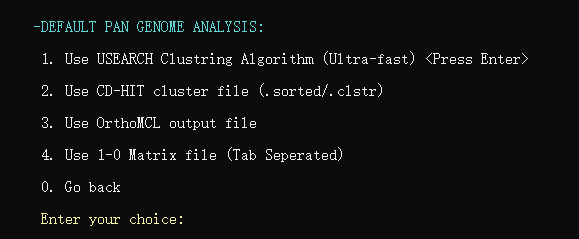 -DEFAULT PAN GENOME ANALYSIS:
1. Use USEARCH Clustring Algorithm (Ultra-fast) <Press Enter>
2. Use CD-HIT cluster file (.sorted/.clstr)
3. Use OrthoMCL output file
4. Use 1-0 Matrix file (Tab Seperated)
0. Go back
Enter your choice: